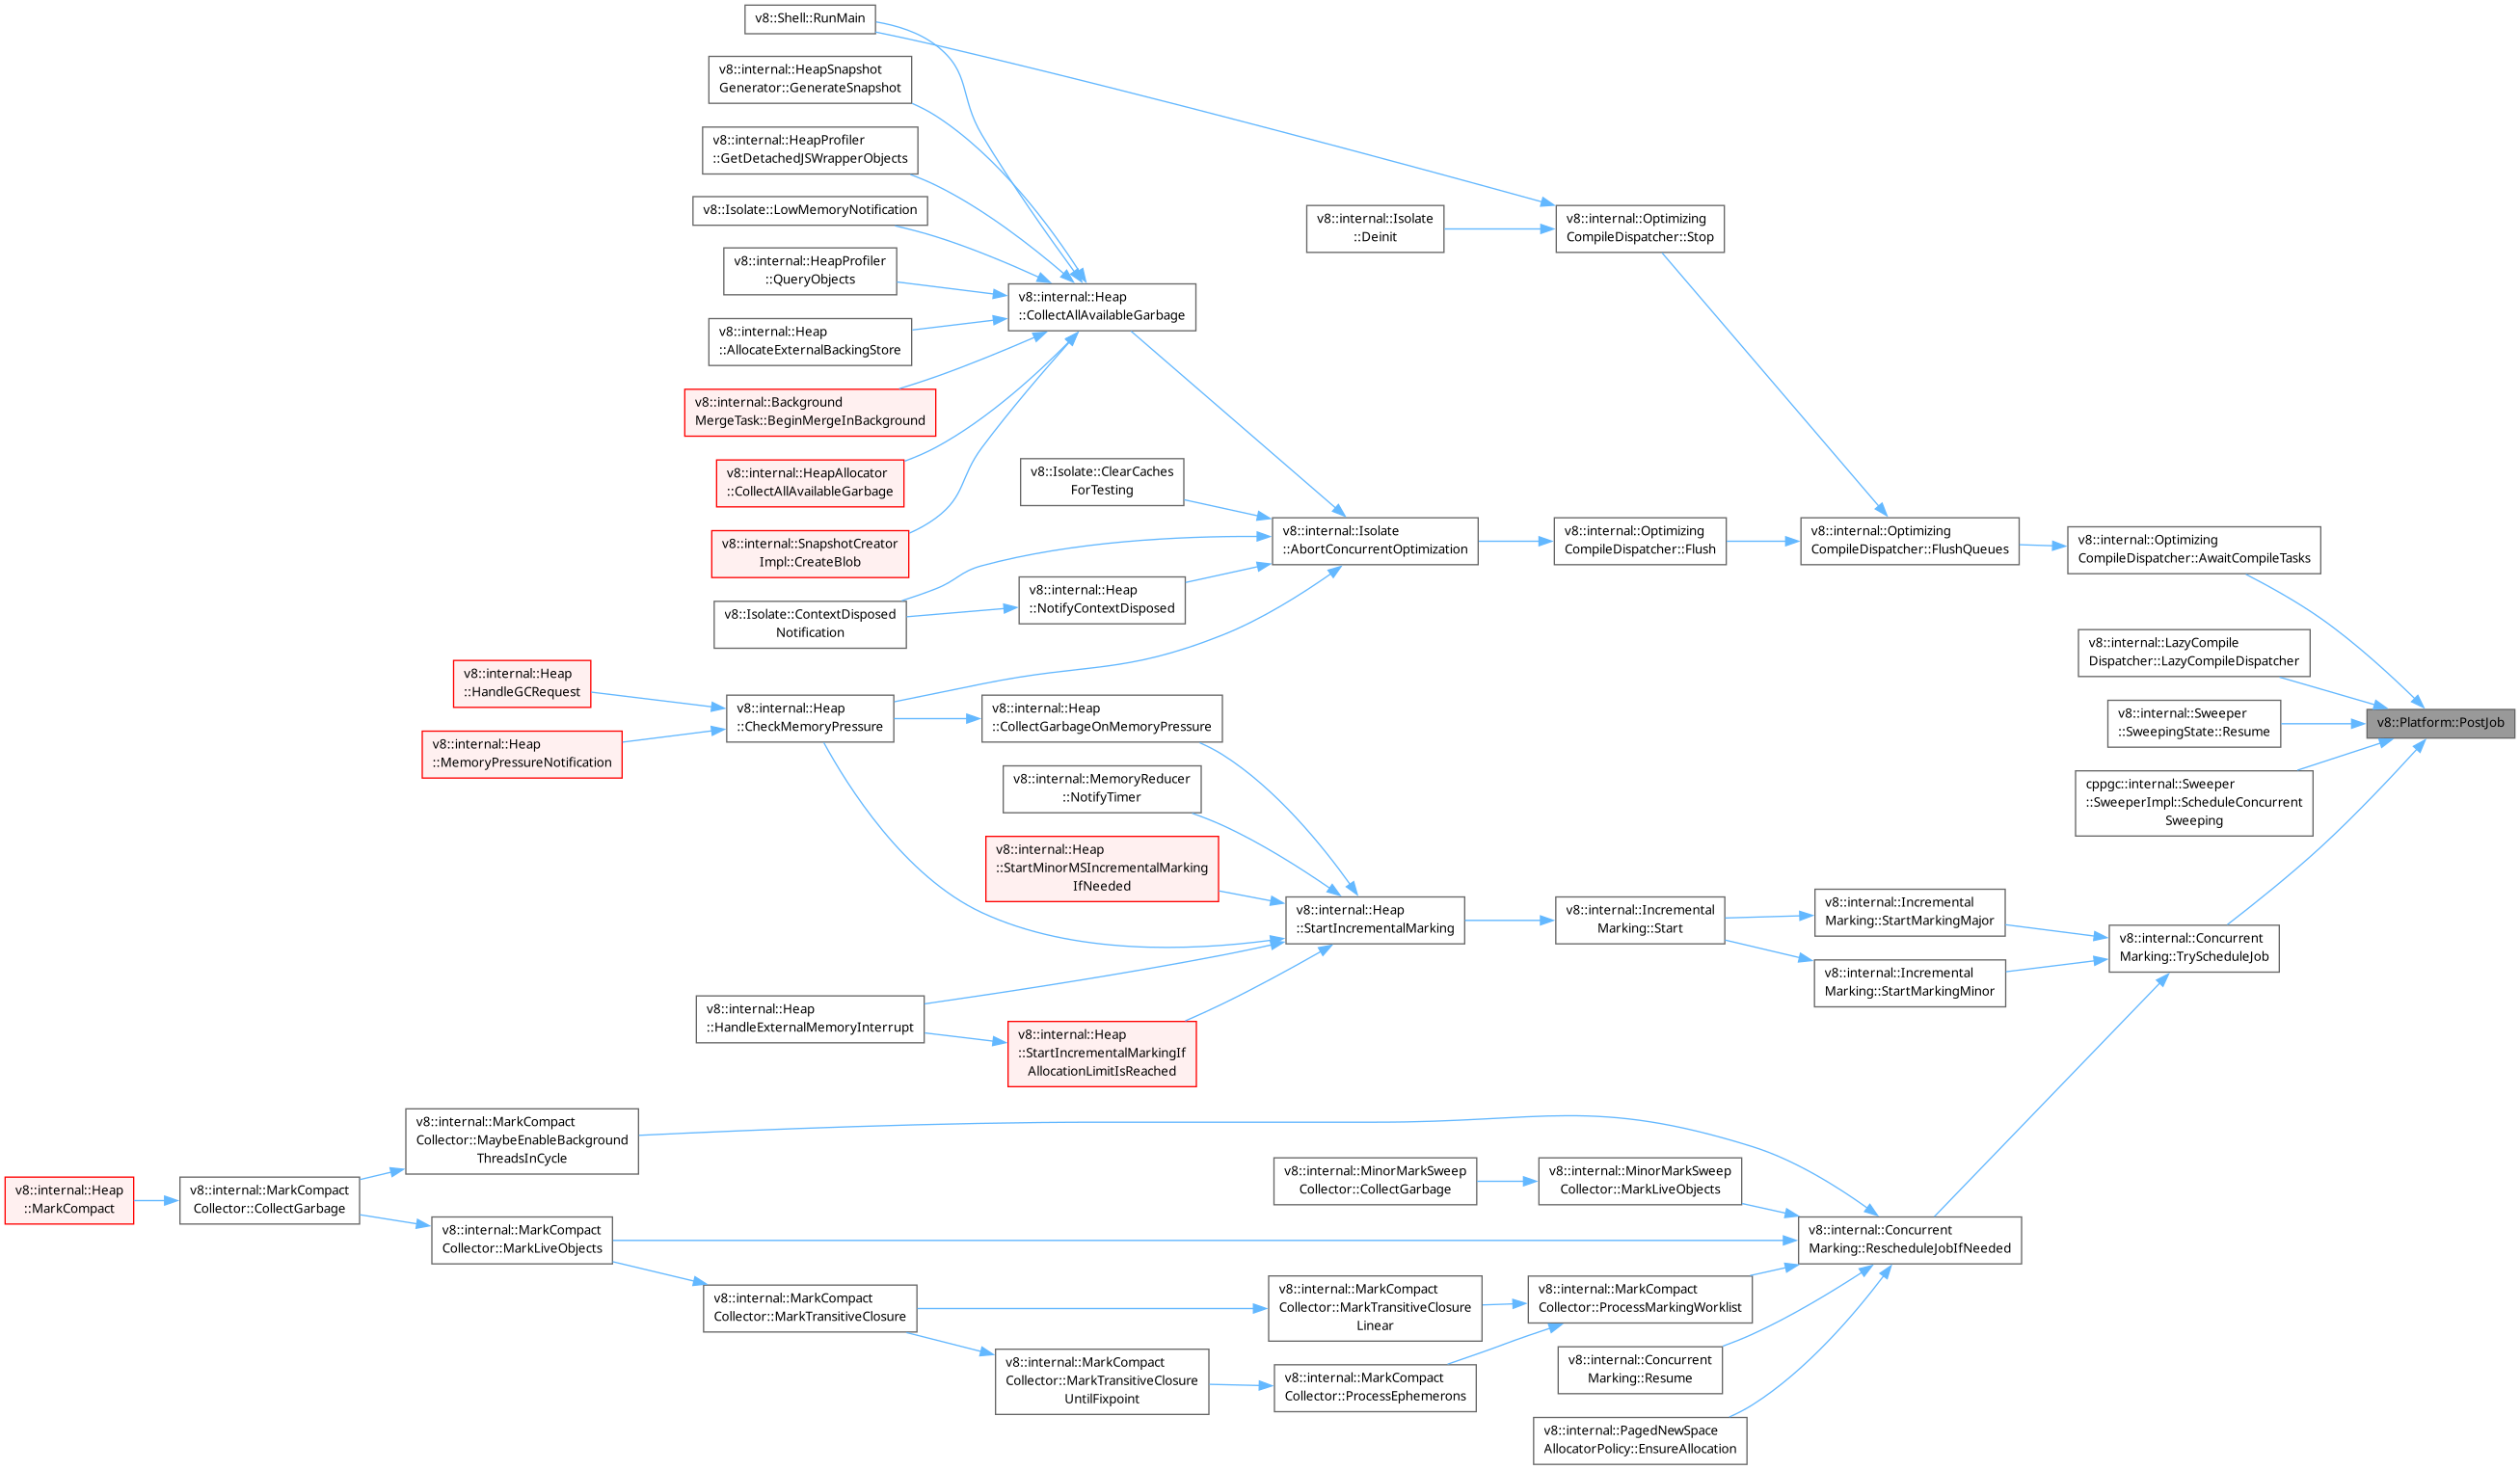 v8::Shell::RunMain
v8::internal::HeapSnapshot
Generator::GenerateSnapshot
v8::internal::HeapProfiler
::GetDetachedJSWrapperObjects
v8::Isolate::LowMemoryNotification
v8::internal::HeapProfiler
::QueryObjects
v8::internal::Heap
::AllocateExternalBackingStore
v8::internal::Background
MergeTask::BeginMergeInBackground
v8::internal::HeapAllocator
::CollectAllAvailableGarbage
v8::internal::SnapshotCreator
Impl::CreateBlob
v8::Isolate::ContextDisposed
Notification
v8::internal::Heap
::CollectAllAvailableGarbage
v8::Isolate::ClearCaches
ForTesting
v8::internal::Heap
::NotifyContextDisposed
v8::internal::Isolate
::Deinit
v8::internal::Optimizing
CompileDispatcher::Stop
v8::internal::Isolate
::AbortConcurrentOptimization
v8::internal::Optimizing
CompileDispatcher::Flush
v8::internal::Optimizing
CompileDispatcher::FlushQueues
v8::internal::Optimizing
CompileDispatcher::AwaitCompileTasks
v8::internal::LazyCompile
Dispatcher::LazyCompileDispatcher
v8::internal::Sweeper
::SweepingState::Resume
v8::Platform::PostJob
cppgc::internal::Sweeper
::SweeperImpl::ScheduleConcurrent
Sweeping
v8::internal::Heap
::HandleGCRequest
v8::internal::Heap
::MemoryPressureNotification
v8::internal::Heap
::CheckMemoryPressure
v8::internal::Heap
::CollectGarbageOnMemoryPressure
v8::internal::MemoryReducer
::NotifyTimer
v8::internal::Heap
::StartMinorMSIncrementalMarking
IfNeeded
v8::internal::Heap
::StartIncrementalMarking
v8::internal::Incremental
Marking::Start
v8::internal::Incremental
Marking::StartMarkingMajor
v8::internal::Incremental
Marking::StartMarkingMinor
v8::internal::Concurrent
Marking::TryScheduleJob
v8::internal::Heap
::HandleExternalMemoryInterrupt
v8::internal::Heap
::StartIncrementalMarkingIf
AllocationLimitIsReached
v8::internal::MarkCompact
Collector::MaybeEnableBackground
ThreadsInCycle
v8::internal::Heap
::MarkCompact
v8::internal::MarkCompact
Collector::CollectGarbage
v8::internal::MarkCompact
Collector::MarkLiveObjects
v8::internal::MinorMarkSweep
Collector::CollectGarbage
v8::internal::MinorMarkSweep
Collector::MarkLiveObjects
v8::internal::Concurrent
Marking::RescheduleJobIfNeeded
v8::internal::MarkCompact
Collector::MarkTransitiveClosure
v8::internal::MarkCompact
Collector::MarkTransitiveClosure
Linear
v8::internal::MarkCompact
Collector::ProcessMarkingWorklist
v8::internal::MarkCompact
Collector::MarkTransitiveClosure
UntilFixpoint
v8::internal::MarkCompact
Collector::ProcessEphemerons
v8::internal::Concurrent
Marking::Resume
v8::internal::PagedNewSpace
AllocatorPolicy::EnsureAllocation